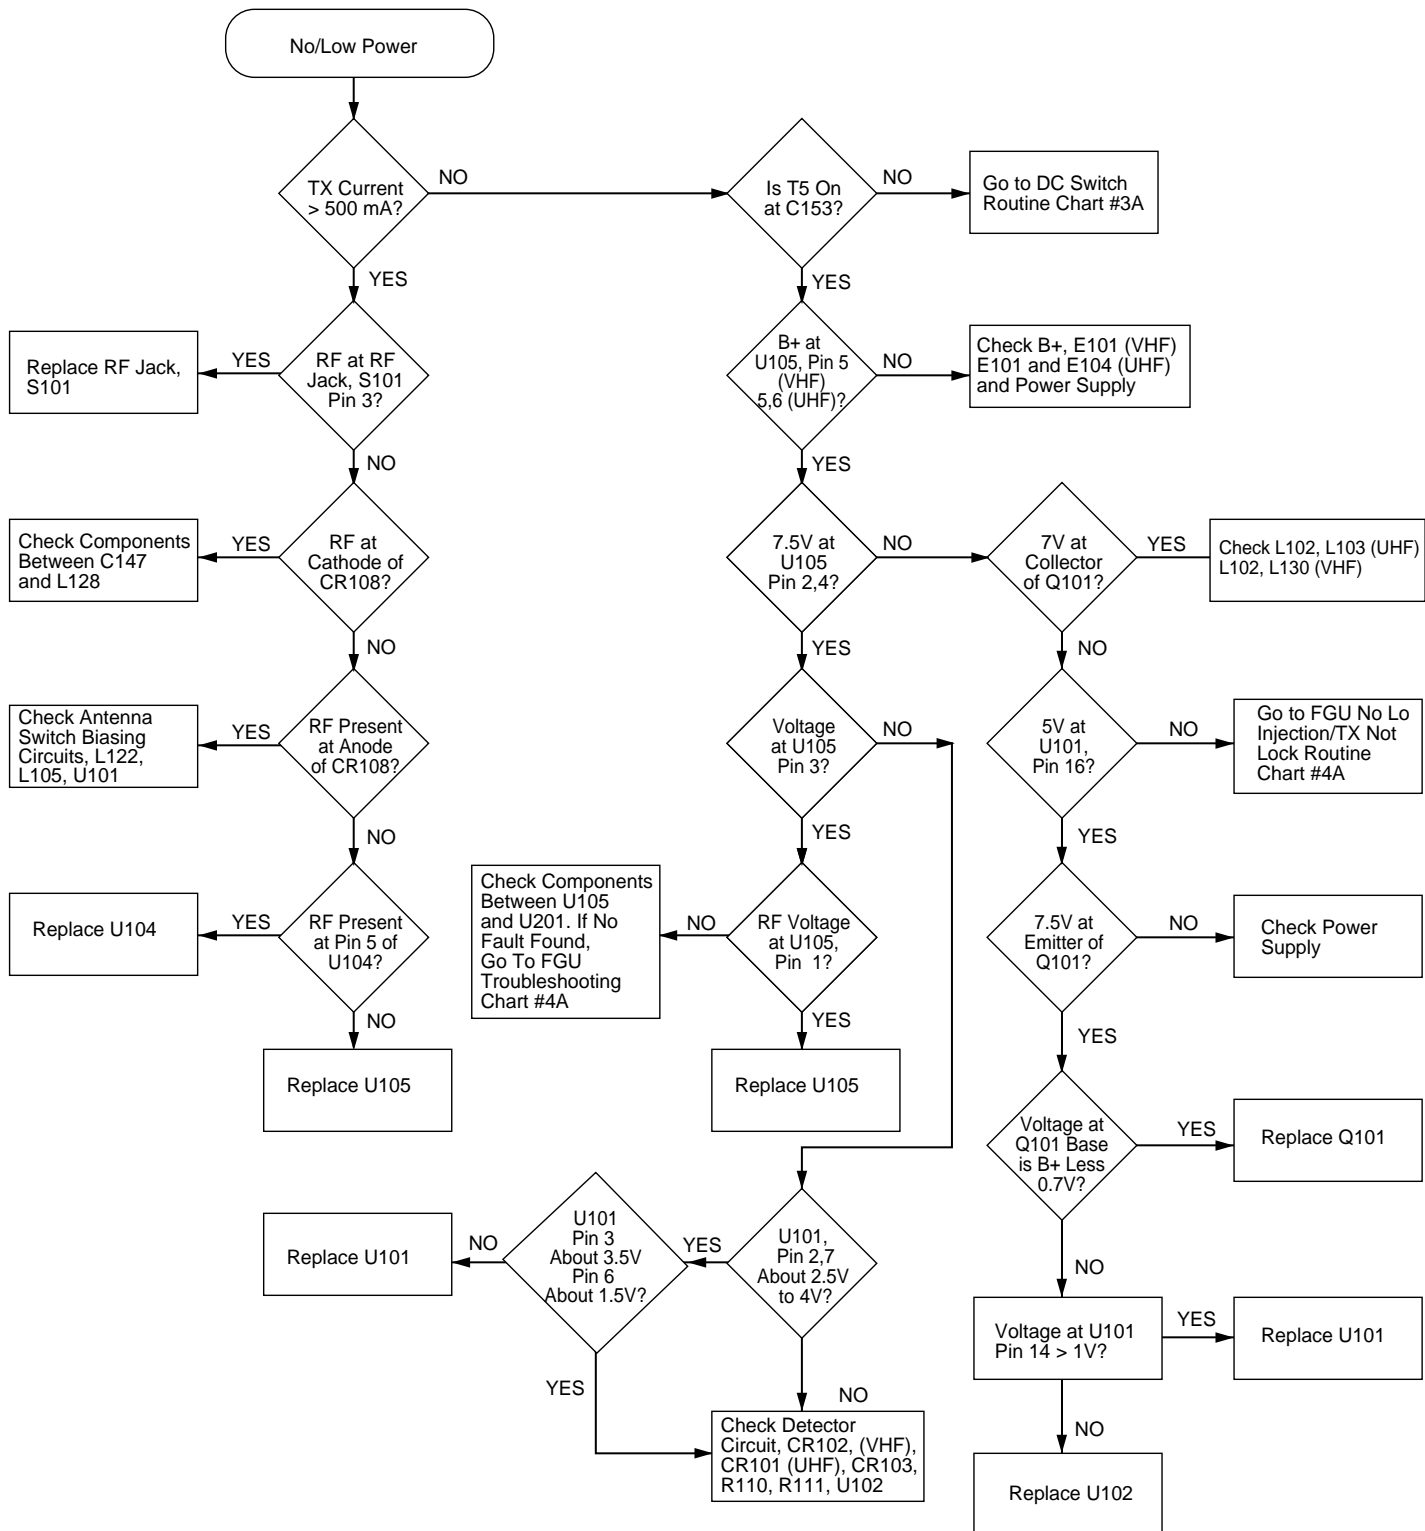 No/Low Power
TX Current
> 500 mA?
NO
YES
Is T5 On
at C153?
NO
YES
Go to DC Switch
Routine Chart #3A
Replace RF Jack,
S101
YES
RF at RF
Jack, S101
Pin 3?
NO
B+ at
U105, Pin 5
(VHF)
5,6 (UHF)?
NO
YES
Check B+, E101 (VHF)
E101 and E104 (UHF)
and Power Supply
Check Components
Between C147
and L128
YES
RF at
Cathode of
CR108?
NO
7.5V at
U105
Pin 2,4?
NO
YES
7V at
Collector
of Q101?
YES
NO
Check L102, L103 (UHF)
L102, L130 (VHF)
Check Antenna
Switch Biasing
Circuits, L122,
L105, U101
YES
RF Present
at Anode
of CR108?
NO
Voltage
at U105
Pin 3?
NO
YES
5V at
U101,
Pin 16?
NO
YES
Go to FGU No Lo
Injection/TX Not
Lock Routine
Chart #4A
Replace U104
YES
RF Present
at Pin 5 of
U104?
NO
Check Components
Between U105
and U201. If No
Fault Found,
Go To FGU
Troubleshooting
Chart #4A
NO
RF Voltage
at U105,
Pin 1?
YES
7.5V at
Emitter of
Q101?
NO
YES
Check Power
Supply
Replace U105
Replace U105
Voltage at
Q101 Base
is B+ Less
0.7V?
YES
NO
Replace Q101
Replace U101
NO
U101
Pin 3
About 3.5V
Pin 6
About 1.5V?
YES
YES
U101,
Pin 2,7
About 2.5V
to 4V?
NO
Voltage at U101
Pin 14 > 1V?
YES
NO
Replace U101
Check Detector
Circuit, CR102, (VHF),
CR101 (UHF), CR103,
R110, R111, U102
Replace U102